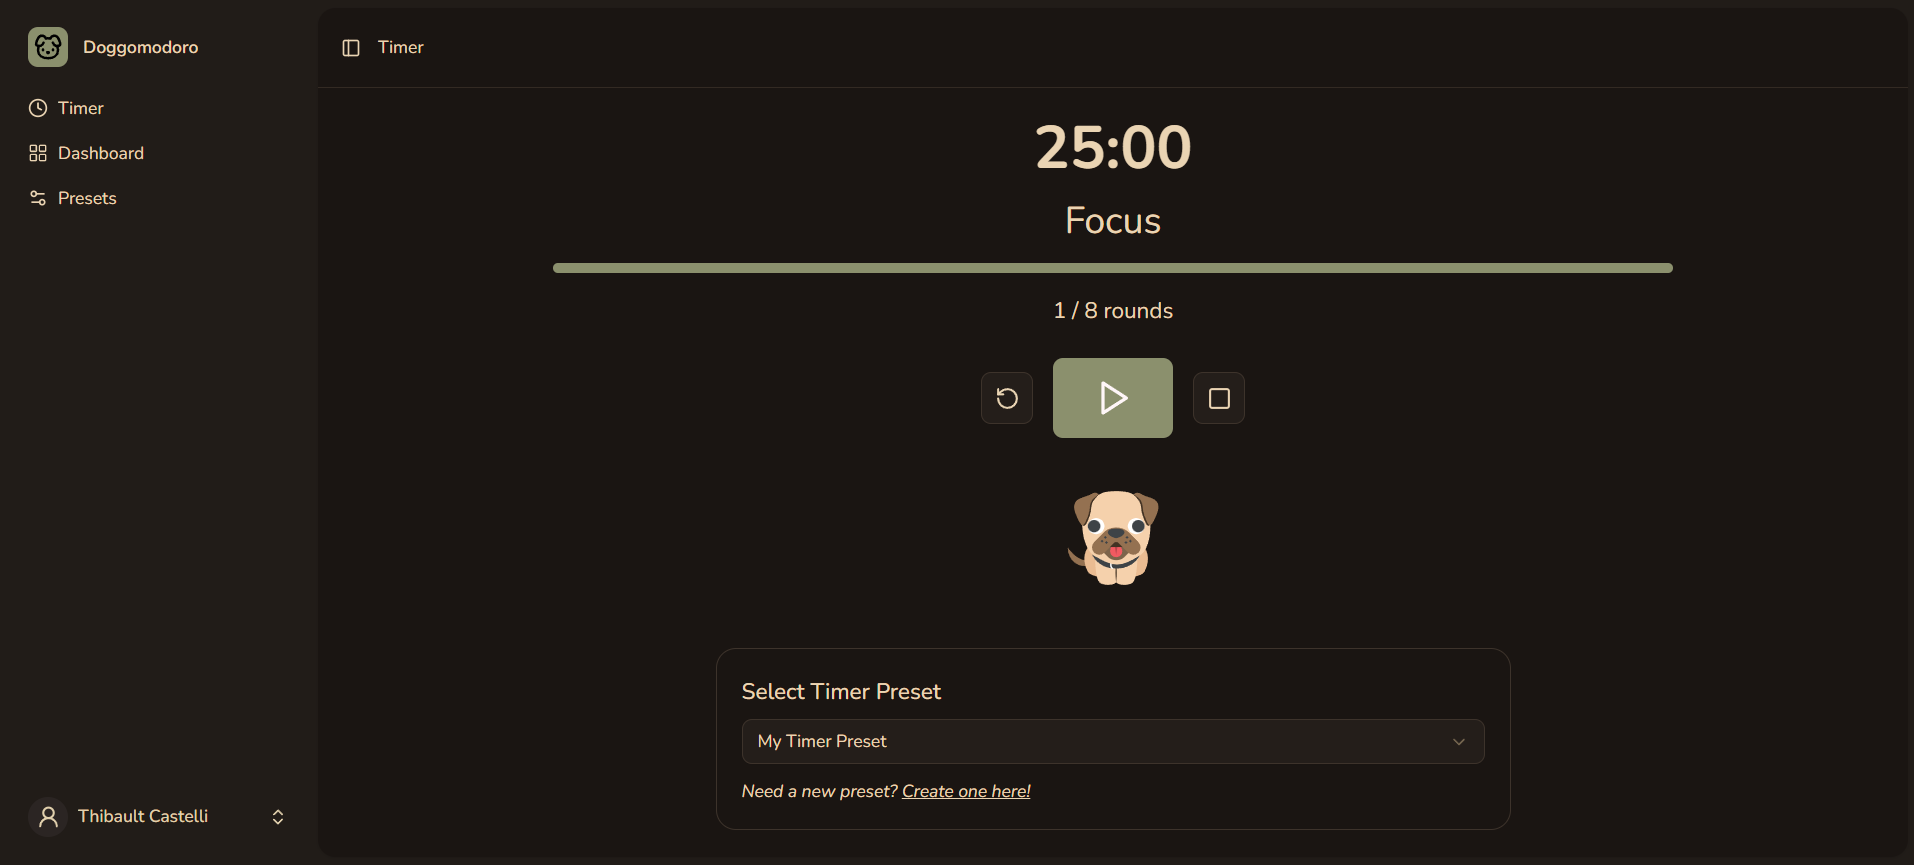 Doggomodoro
Timer
Dashboard
Presets
Thibault Castelli
Timer
25:00
Focus
1 / 8 rounds
Select Timer Preset
My Timer Preset
Need a new preset? Create one here!